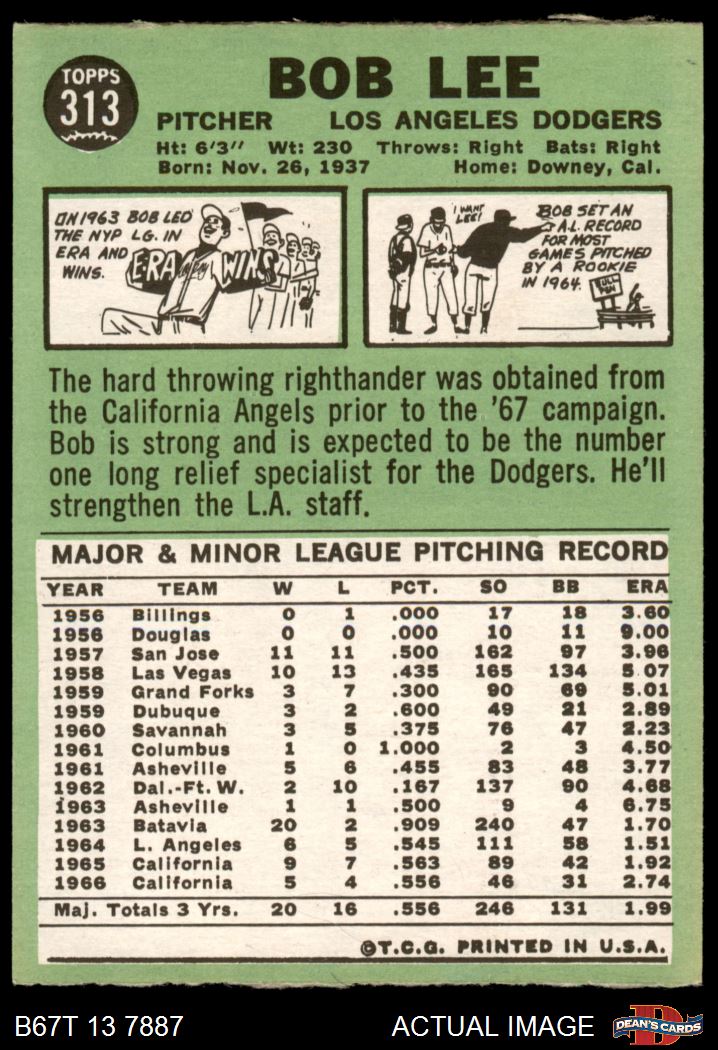 TOPPS
313
BOB LEE
PITCHER LOS ANGELES DODGERS
Ht: 6'3" Wt: 230 Throws: Right Bats: Right
Born: Nov. 26, 1937 Home: Downey, Cal.
IN 1963 BOB LED
THE NYP LG. IN
ERA AND
WINS.
ERA WINS
I WANT
LEE!
BOB SET AN
A.L. RECORD
FOR MOST
GAMES PITCHED
BY A ROOKIE
IN 1964.
BULL
PEN
The hard throwing righthander was obtained from
the California Angels prior to the '67 campaign.
Bob is strong and is expected to be the number
one long relief specialist for the Dodgers. He'll
strengthen the L.A. staff.
MAJOR & MINOR LEAGUE PITCHING RECORD
YEAR TEAM W L PCT. SO BB ERA
1956 Billings 0 1 .000 17 18 3.60
1956 Douglas 0 0 .000 10 11 9.00
1957 San Jose 11 11 .500 162 97 3.96
1958 Las Vegas 10 13 .435 165 134 5.07
1959 Grand Forks 3 7 .300 90 69 5.01
1959 Dubuque 3 2 .600 49 21 2.89
1960 Savannah 3 5 .375 76 47 2.23
1961 Columbus 1 0 1.000 2 3 4.50
1961 Asheville 5 6 .455 83 48 3.77
1962 Dal.-Ft. W. 2 10 .167 137 90 4.68
1963 Asheville 1 1 .500 9 4 6.75
1963 Batavia 20 2 .909 240 47 1.70
1964 L. Angeles 6 5 .545 111 58 1.51
1965 California 9 7 .563 89 42 1.92
1966 California 5 4 .556 46 31 2.74
Maj. Totals 3 Yrs. 20 16 .556 246 131 1.99
©T.C.G. PRINTED IN U.S.A.
B67T 13 7887 ACTUAL IMAGE
D
DEAN'S CARDS